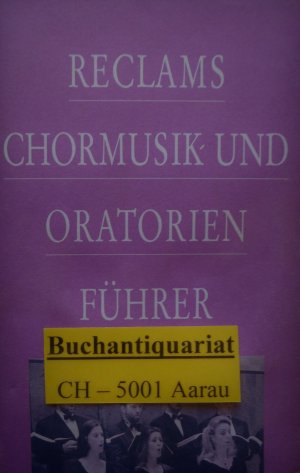 RECLAMS
CHORMUSIK- UND
ORATORIEN
FÜHRER
Buchantiquariat
CH – 5001 Aarau